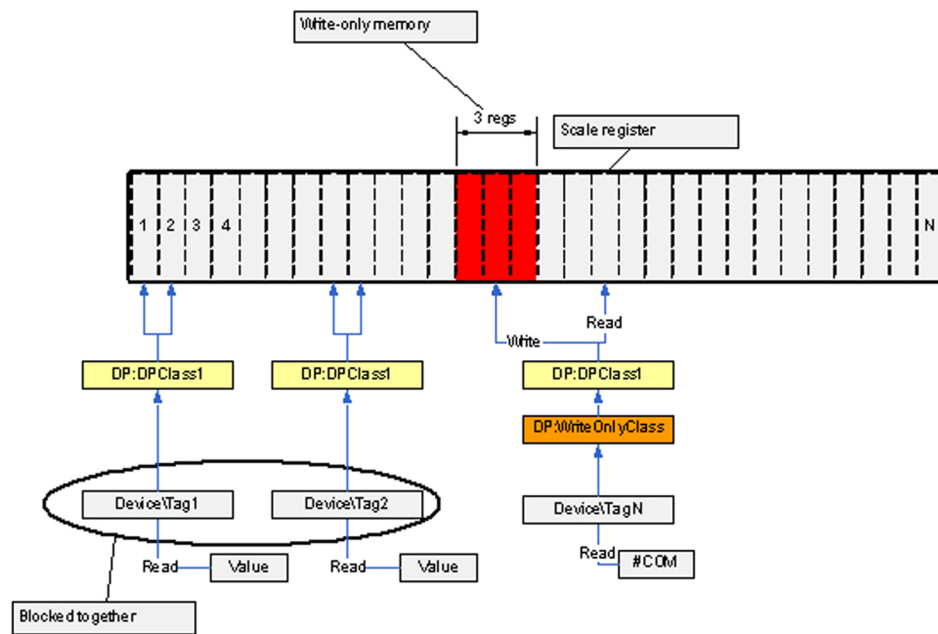 Write-only memory
3 regs
Scale register
1 2 3 4 N
Read
Write
DP:DPClass1 DP:DPClass1 DP:DPClass1
DP:WriteOnlyClass
Device\Tag1 Device\Tag2 Device\TagN
Read
Read Value Read Value #COM
Blocked together